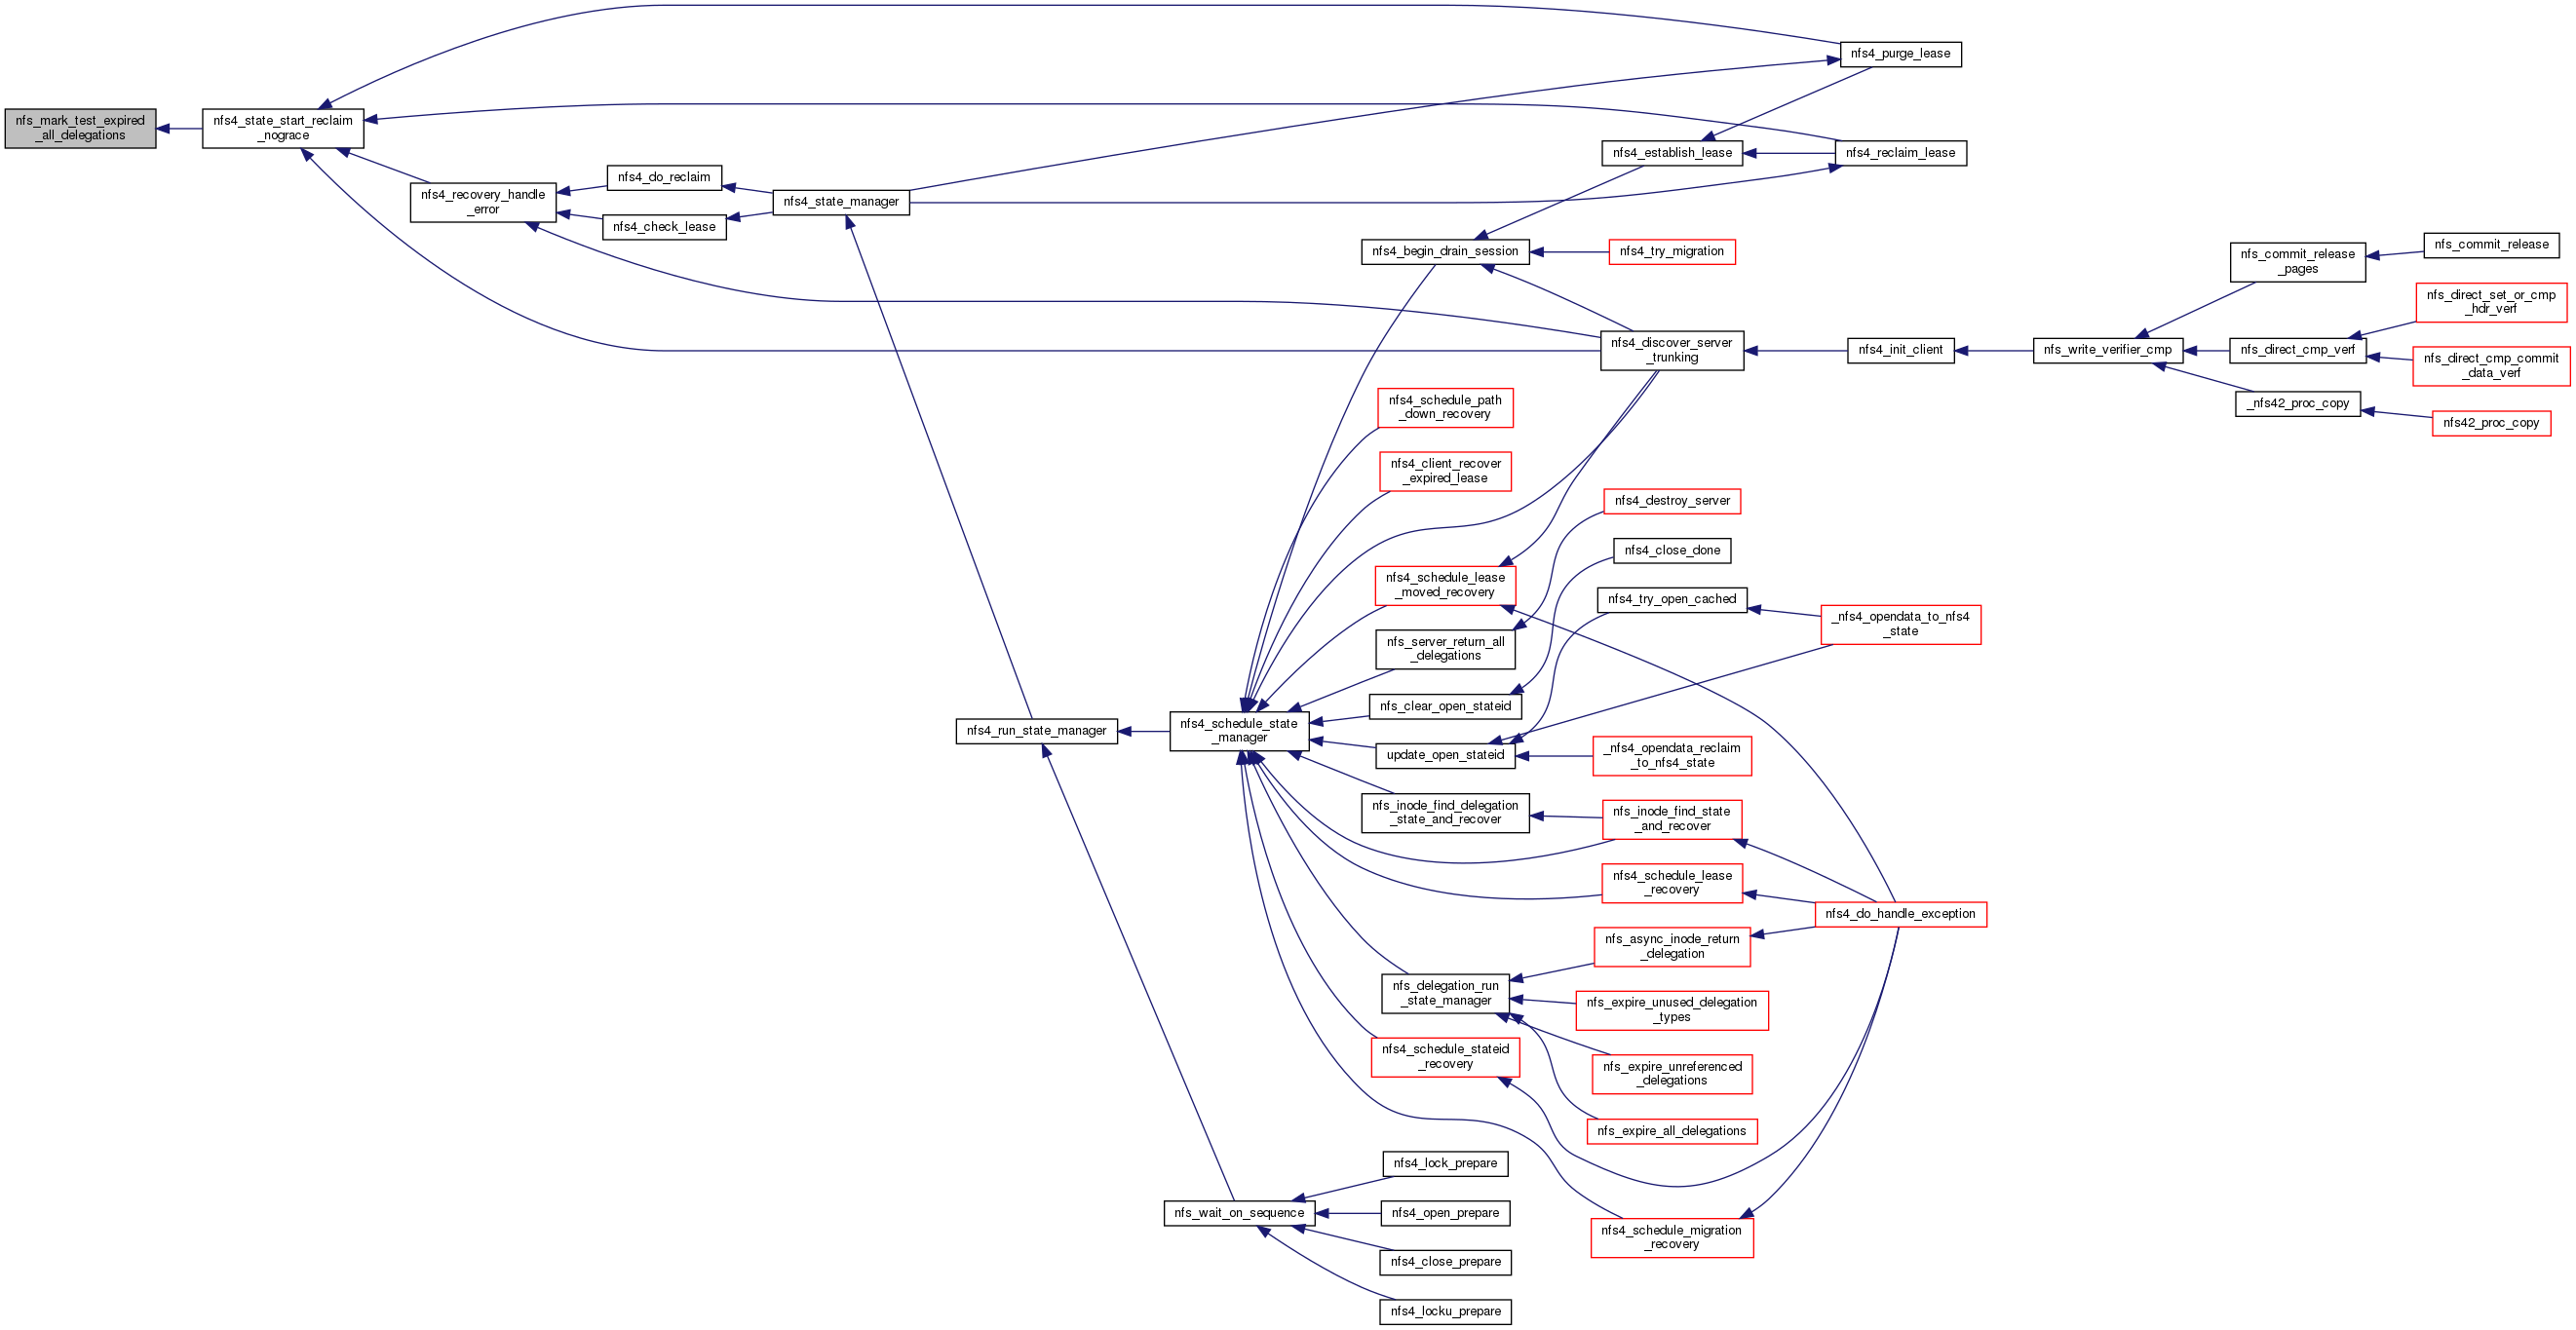 nfs_mark_test_expired
_all_delegations
nfs4_state_start_reclaim
_nograce
nfs4_recovery_handle
_error
nfs4_do_reclaim
nfs4_check_lease
nfs4_state_manager
nfs4_run_state_manager
nfs4_schedule_state
_manager
nfs_wait_on_sequence
nfs4_begin_drain_session
nfs4_schedule_path
_down_recovery
nfs4_client_recover
_expired_lease
nfs4_schedule_lease
_moved_recovery
nfs_server_return_all
_delegations
nfs_clear_open_stateid
update_open_stateid
nfs_inode_find_delegation
_state_and_recover
nfs_delegation_run
_state_manager
nfs4_schedule_stateid
_recovery
nfs4_lock_prepare
nfs4_open_prepare
nfs4_close_prepare
nfs4_locku_prepare
nfs4_establish_lease
nfs4_try_migration
nfs4_discover_server
_trunking
nfs4_destroy_server
nfs4_close_done
nfs4_try_open_cached
_nfs4_opendata_reclaim
_to_nfs4_state
nfs_inode_find_state
_and_recover
nfs4_schedule_lease
_recovery
nfs_async_inode_return
_delegation
nfs_expire_unused_delegation
_types
nfs_expire_unreferenced
_delegations
nfs_expire_all_delegations
nfs4_schedule_migration
_recovery
nfs4_purge_lease
nfs4_reclaim_lease
nfs4_init_client
_nfs4_opendata_to_nfs4
_state
nfs4_do_handle_exception
nfs_write_verifier_cmp
nfs_commit_release
_pages
nfs_direct_cmp_verf
_nfs42_proc_copy
nfs_commit_release
nfs_direct_set_or_cmp
_hdr_verf
nfs_direct_cmp_commit
_data_verf
nfs42_proc_copy